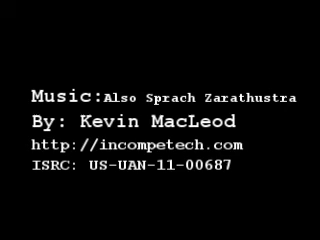 Music:Also Sprach Zarathustra
By: Kevin MacLeod
http://incompetech.com
ISRC: US-UAN-11-00687